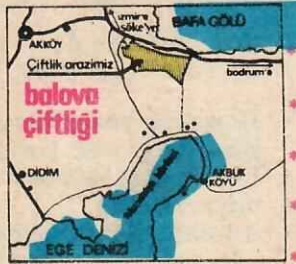 izmir'e
söke'ye
BAFA GÖLÜ
AKKÖY
Çiftlik arazimiz
bodrum'a
balova
çiftliği
DİDİM
AKBÜK
KOYU
EGE DENİZİ